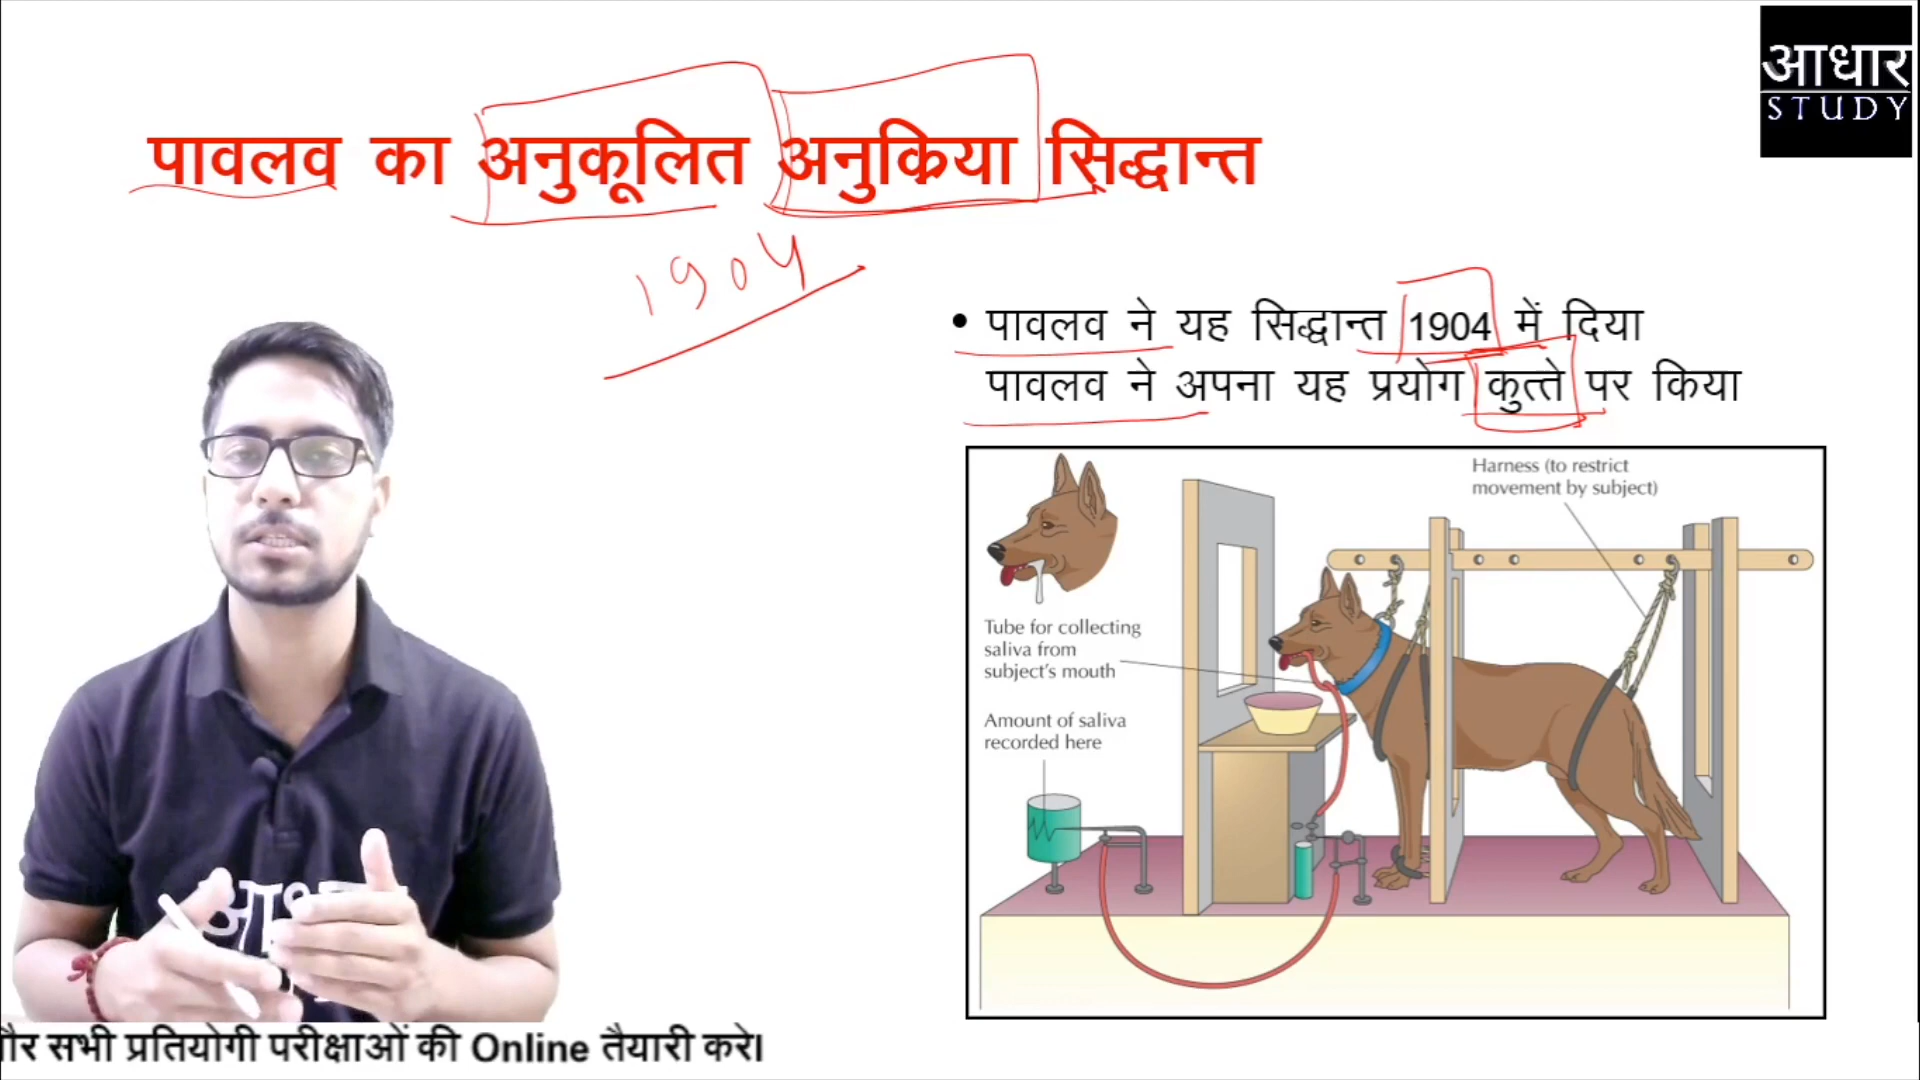 आधार
STUDY
पावलव का अनुकूलित अनुक्रिया सिद्धान्त
1904
• पावलव ने यह सिद्धान्त 1904 में दिया
पावलव ने अपना यह प्रयोग कुत्ते पर किया
Harness (to restrict
movement by subject)
Tube for collecting
saliva from
subject's mouth
Amount of saliva
recorded here
और सभी प्रतियोगी परीक्षाओं की Online तैयारी करे।